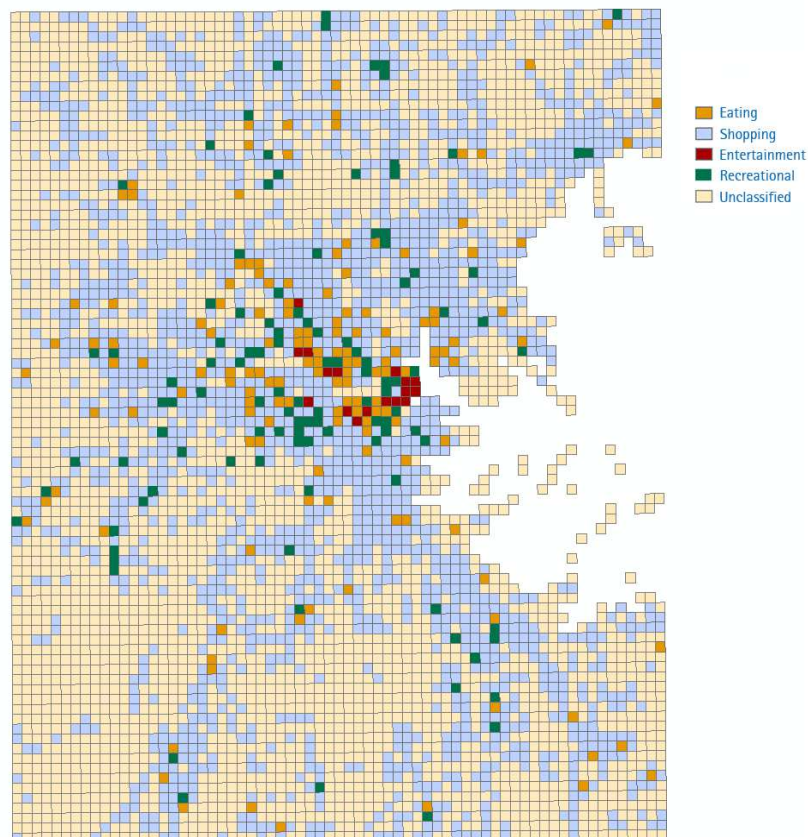 Eating
Shopping
Entertainment
Recreational
Unclassified